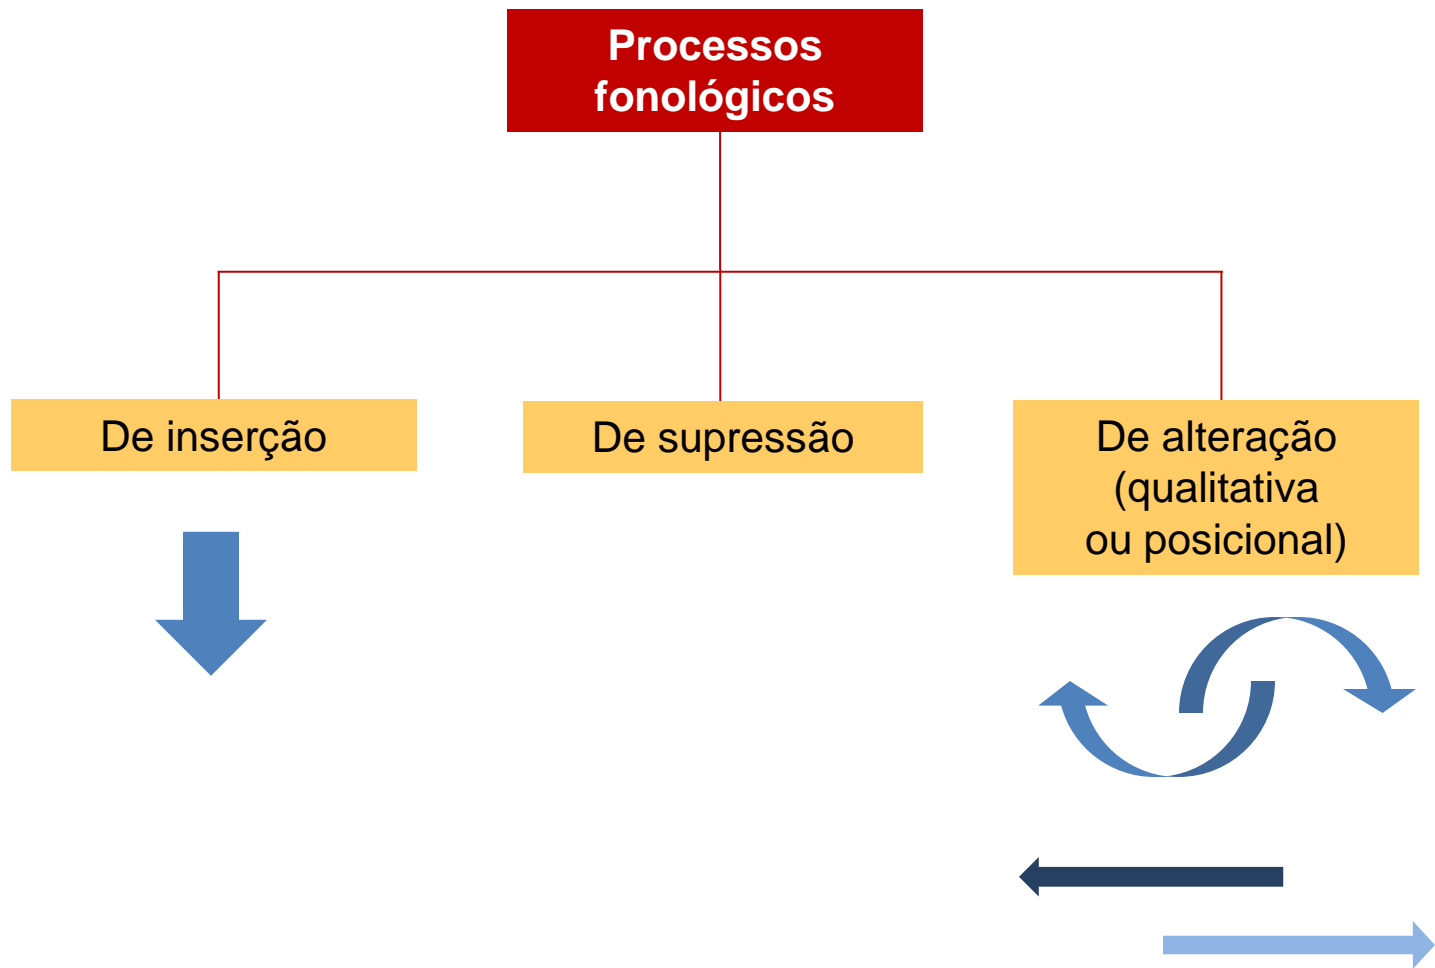 Processos
fonológicos
De inserção
De supressão
De alteração
(qualitativa
ou posicional)